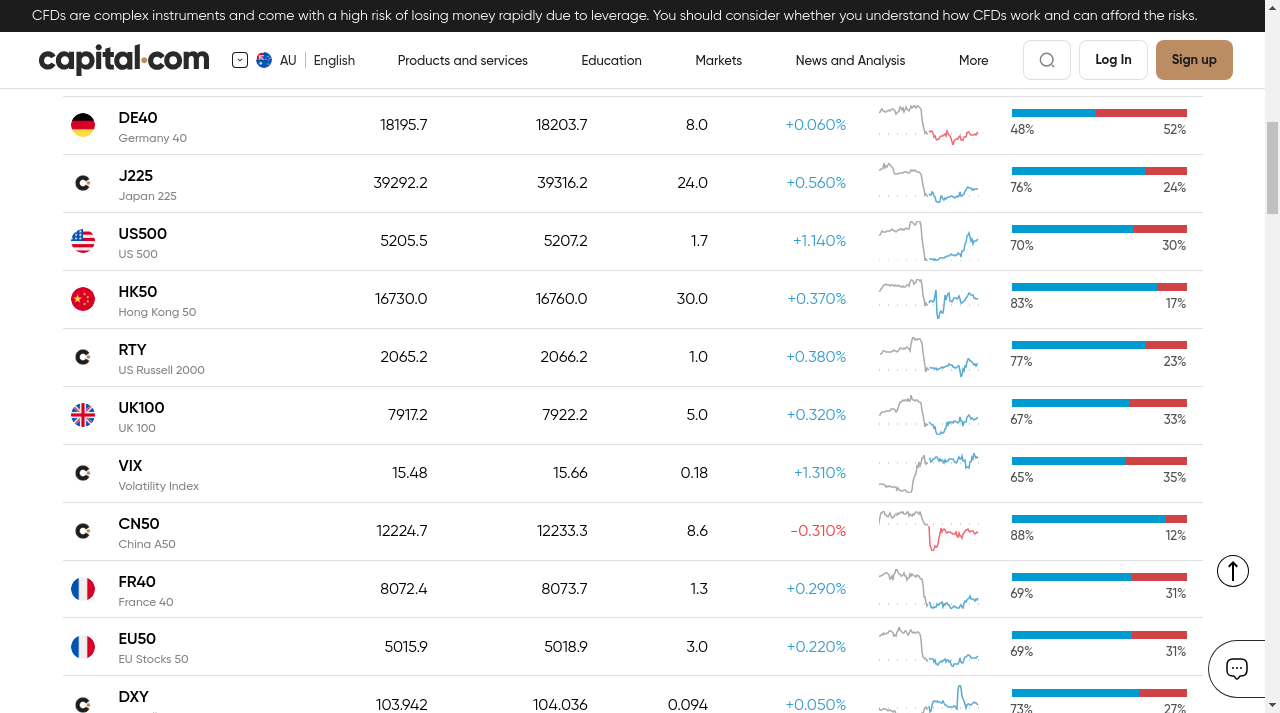 CFDs are complex instruments and come with a high risk of losing money rapidly due to leverage. You should consider whether you understand how CFDs work and can afford the risks.
capital.com AU English Products and services Education Markets News and Analysis More Log In Sign up
DE40 18195.7 18203.7 8.0 +0.060%
Germany 40 48% 52%
J225 39292.2 39316.2 24.0 +0.560%
Japan 225 76% 24%
US500 5205.5 5207.2 1.7 +1.140%
US 500 70% 30%
HK50 16730.0 16760.0 30.0 +0.370%
Hong Kong 50 83% 17%
RTY 2065.2 2066.2 1.0 +0.380%
US Russell 2000 77% 23%
UK100 7917.2 7922.2 5.0 +0.320%
UK 100 67% 33%
VIX 15.48 15.66 0.18 +1.310%
Volatility Index 65% 35%
CN50 12224.7 12233.3 8.6 -0.310%
China A50 88% 12%
FR40 8072.4 8073.7 1.3 +0.290%
France 40 69% 31%
EU50 5015.9 5018.9 3.0 +0.220%
EU Stocks 50 69% 31%
DXY 103.942 104.036 0.094 +0.050%
73% 27%